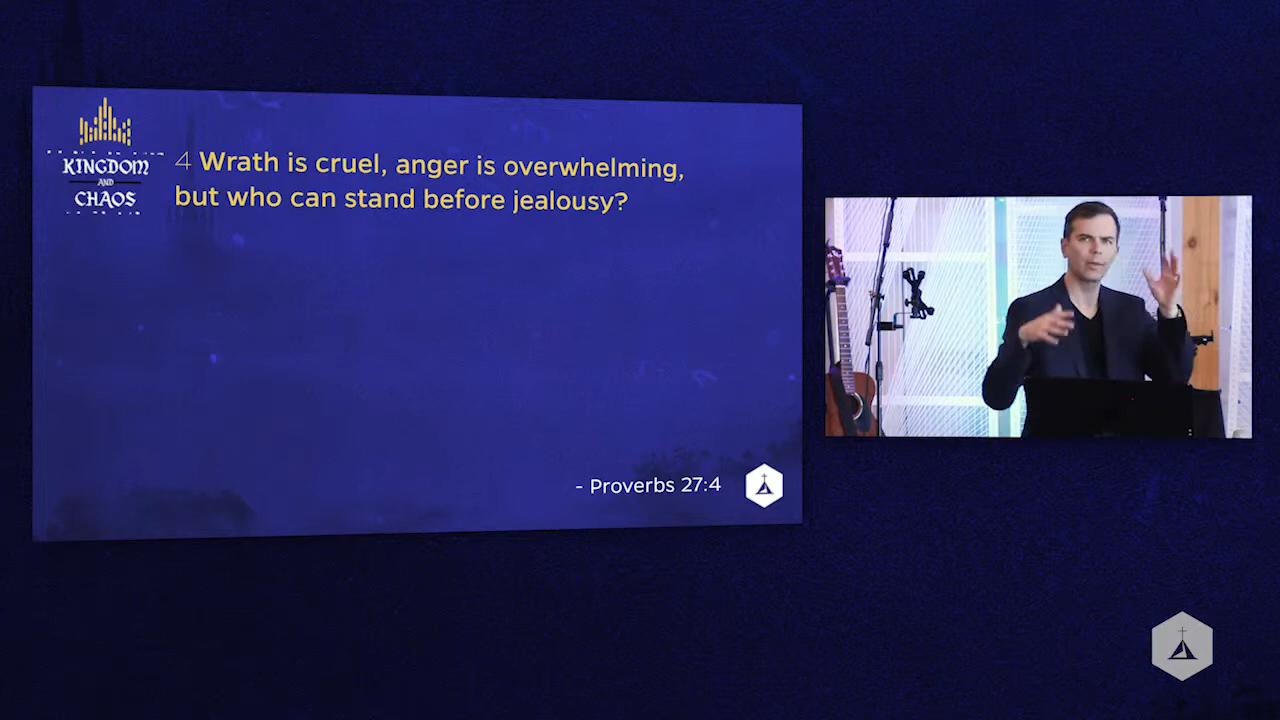 KINGDOM
AND
CHAOS
4 Wrath is cruel, anger is overwhelming,
but who can stand before jealousy?
- Proverbs 27:4